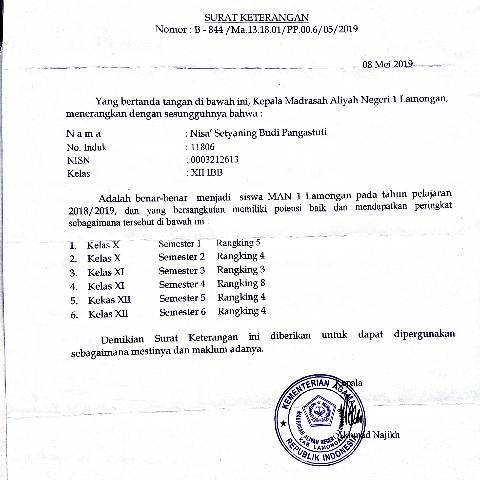 SURAT KETERANGAN
Nomor : B - 844 /Ma.13.18.01/PP.00.6/05/2019
08 Mei 2019
Yang bertanda tangan di bawah ini, Kepala Madrasah Aliyah Negeri 1 Lamongan,
menerangkan dengan sesungguhnya bahwa :
N a m a : Nisa' Setyaning Budi Pangastuti
No. Induk : 11806
NISN : 0003212613
Kelas : XII IBB
Adalah benar-benar menjadi siswa MAN 1 Lamongan pada tahun pelajaran
2018/2019, dan yang bersangkutan memiliki potensi baik dan mendapatkan peringkat
sebagaimana tersebut di bawah ini :
1. Kelas X Semester 1 Rangking 5
2. Kelas X Semester 2 Rangking 4
3. Kelas XI Semester 3 Rangking 3
4. Kelas XI Semester 4 Rangking 8
5. Kekas XII Semester 5 Rangking 4
6. Kelas XII Semester 6 Rangking 4
Demikian Surat Keterangan ini diberikan untuk dapat dipergunakan
sebagaimana mestinya dan maklum adanya.
Kepala
KEMENTERIAN AGAMA
MADRASAH ALIYAH NEGERI
KAB. LAMONGAN
REPUBLIK INDONESIA
Najikh